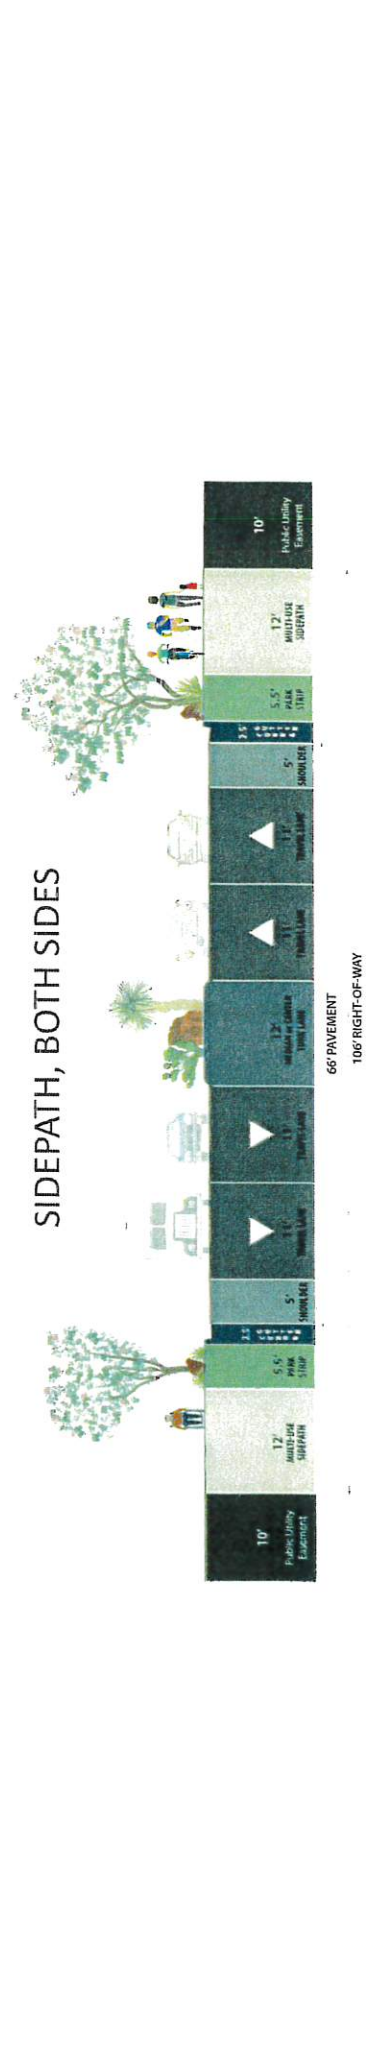 SIDEPATH, BOTH SIDES
10'
Public Utility
Easement
12'
MULTI-USE
SIDEPATH
5.5'
PARK
STRIP
2.5'
5'
SHOULDER
11'
TRAVEL LANE
11'
TRAVEL LANE
12'
MEDIAN or CENTER
TURN LANE
11'
TRAVEL LANE
11'
TRAVEL LANE
5'
SHOULDER
2.5'
5.5'
PARK
STRIP
12'
MULTI-USE
SIDEPATH
10'
Public Utility
Easement
66' PAVEMENT
106' RIGHT-OF-WAY